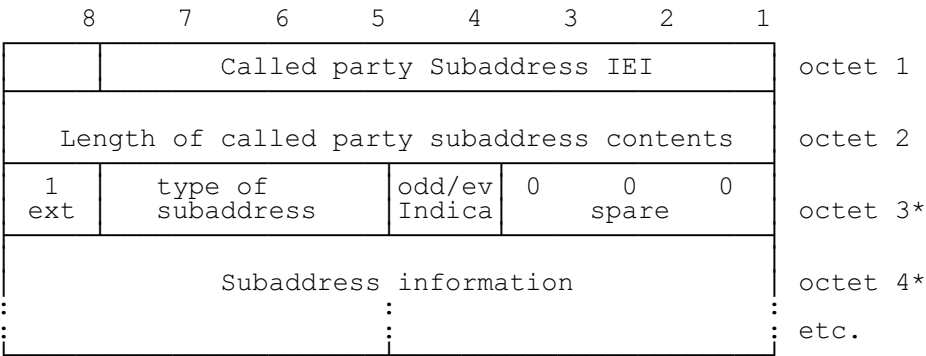 8 7 6 5 4 3 2 1
Called party Subaddress IEI octet 1
Length of called party subaddress contents octet 2
1 type of odd/ev 0 0 0
ext subaddress Indica spare octet 3*
Subaddress information octet 4*
: : : etc.